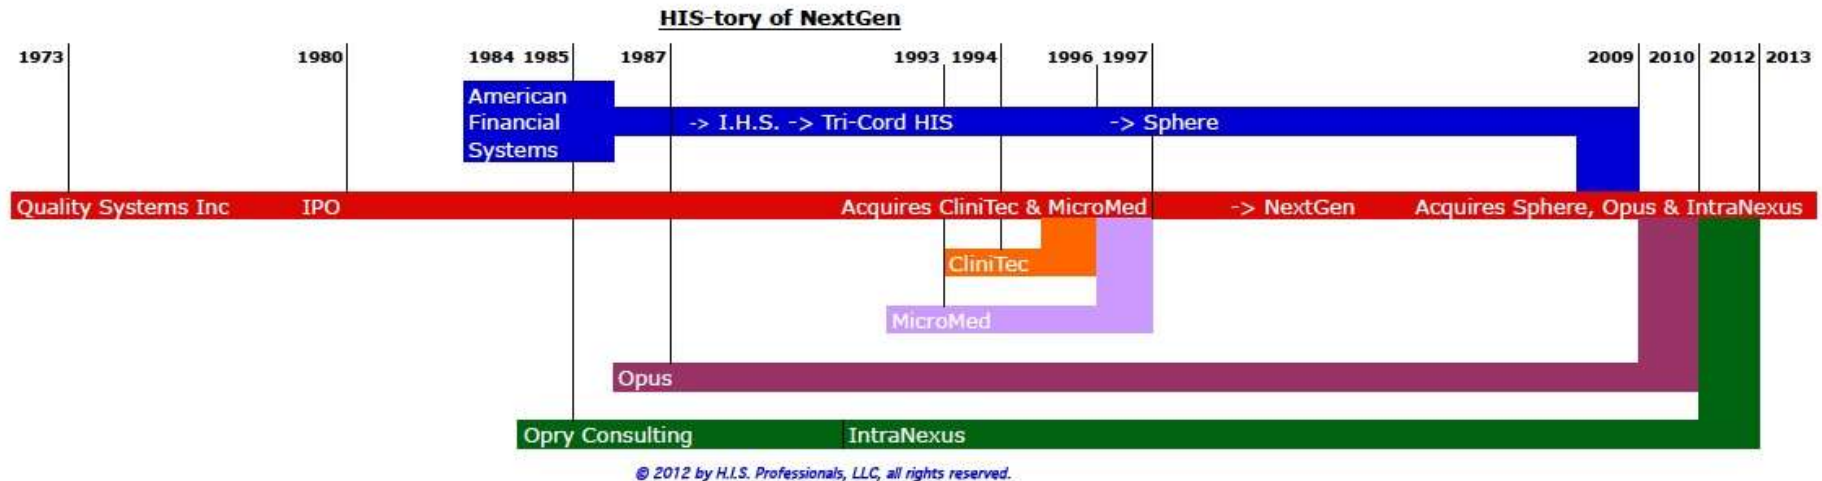 HIS-tory of NextGen
1973 1980 1984 1985 1987 1993 1994 1996 1997 2009 2010 2012 2013
American
Financial -> I.H.S. -> Tri-Cord HIS -> Sphere
Systems
Quality Systems Inc IPO Acquires CliniTec & MicroMed -> NextGen Acquires Sphere, Opus & IntraNexus
CliniTec
MicroMed
Opus
Opry Consulting IntraNexus
© 2012 by H.I.S. Professionals, LLC, all rights reserved.